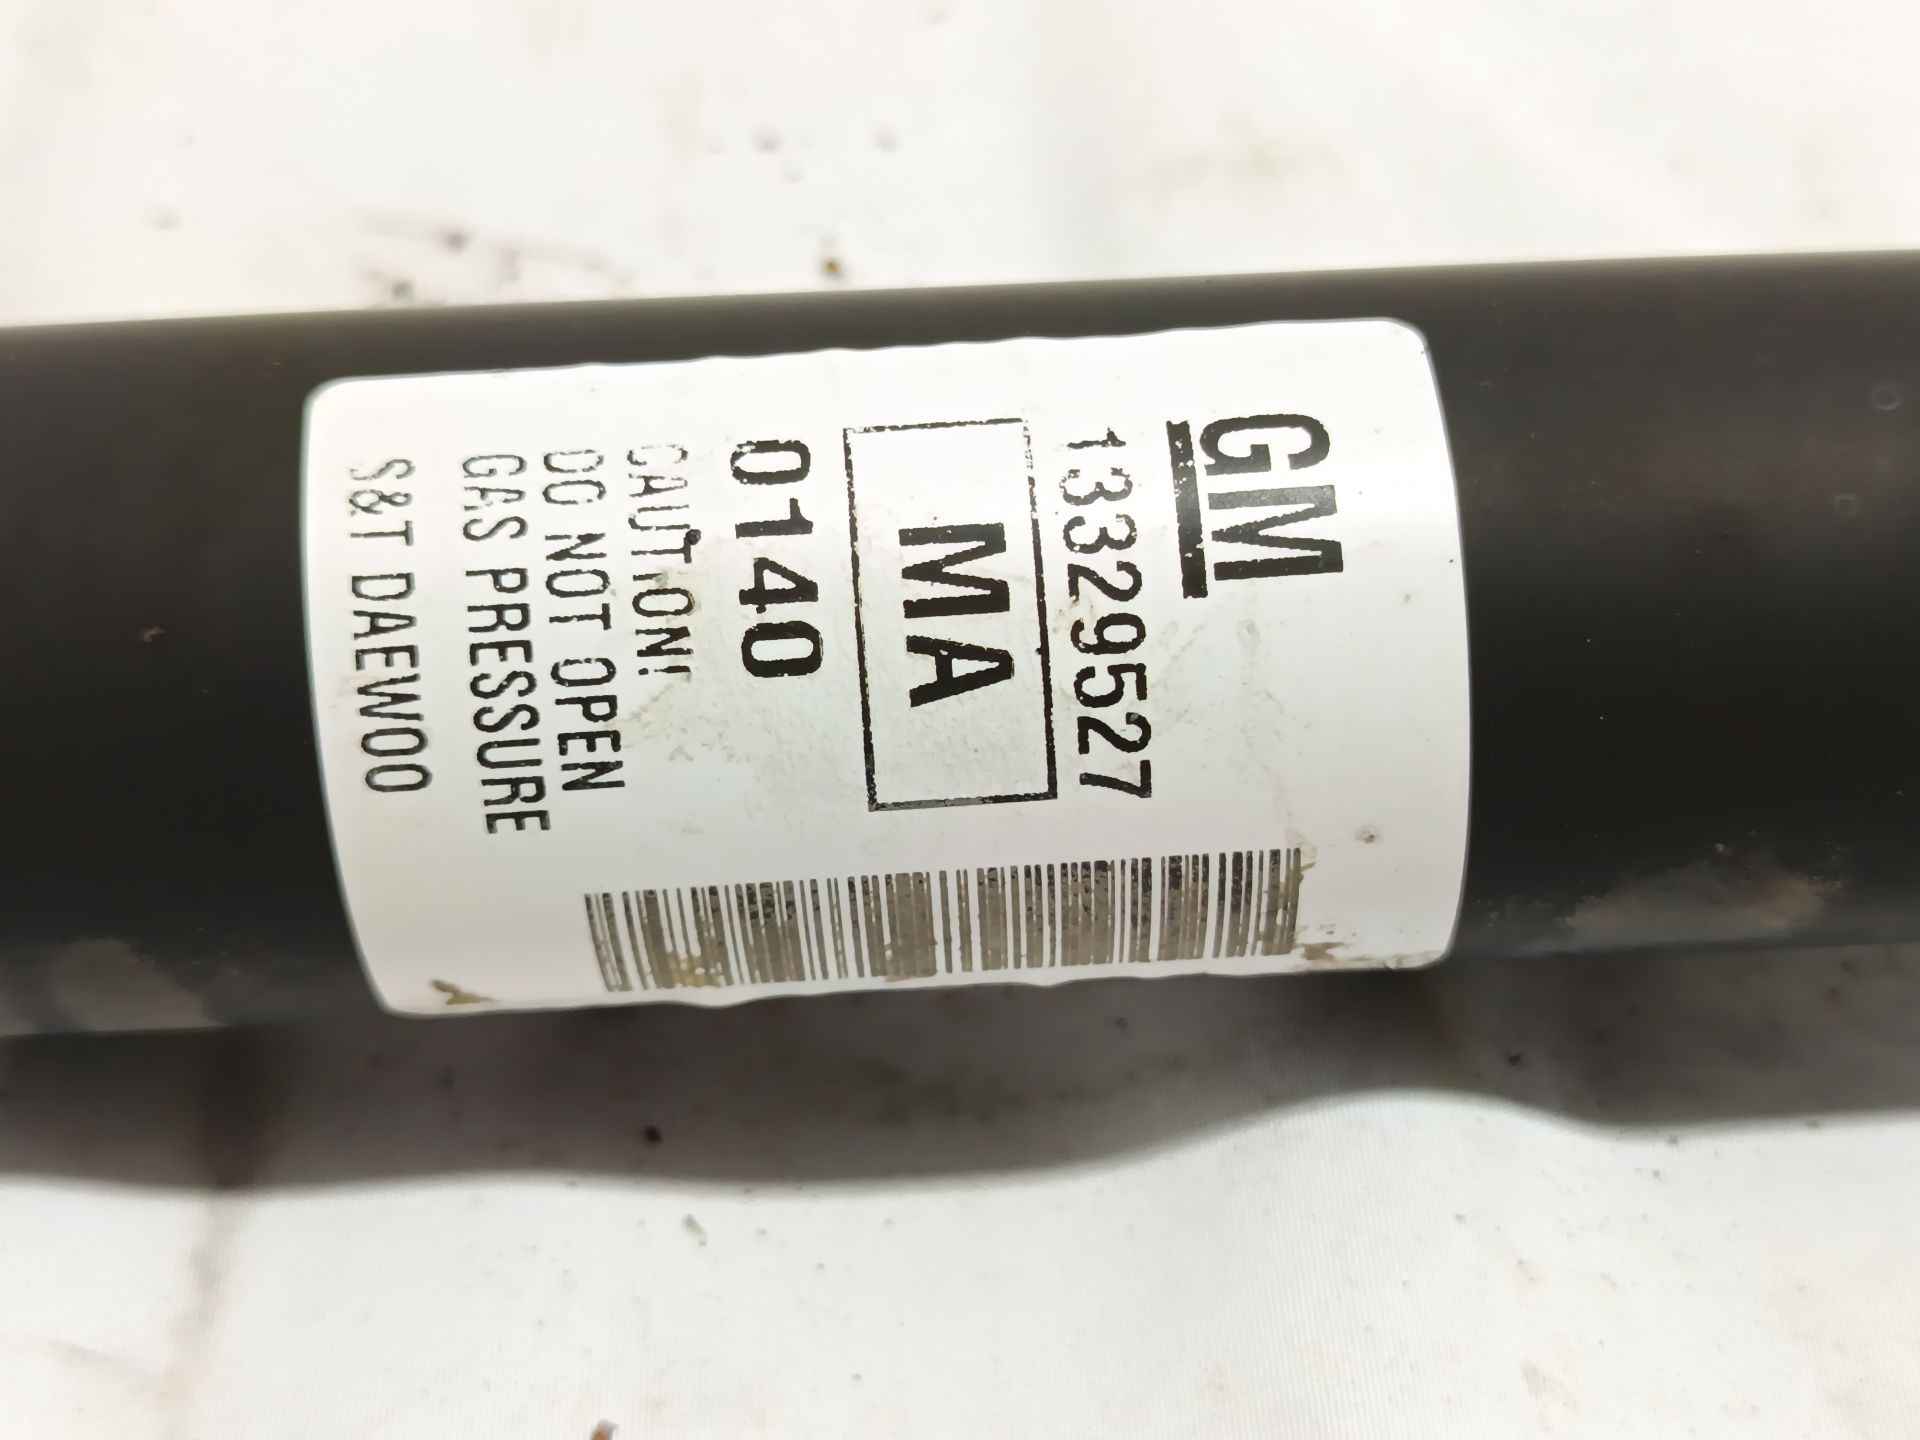 GM
13329527
MA
0140
CAUTION!
DO NOT OPEN
GAS PRESSURE
S&T DAEWOO